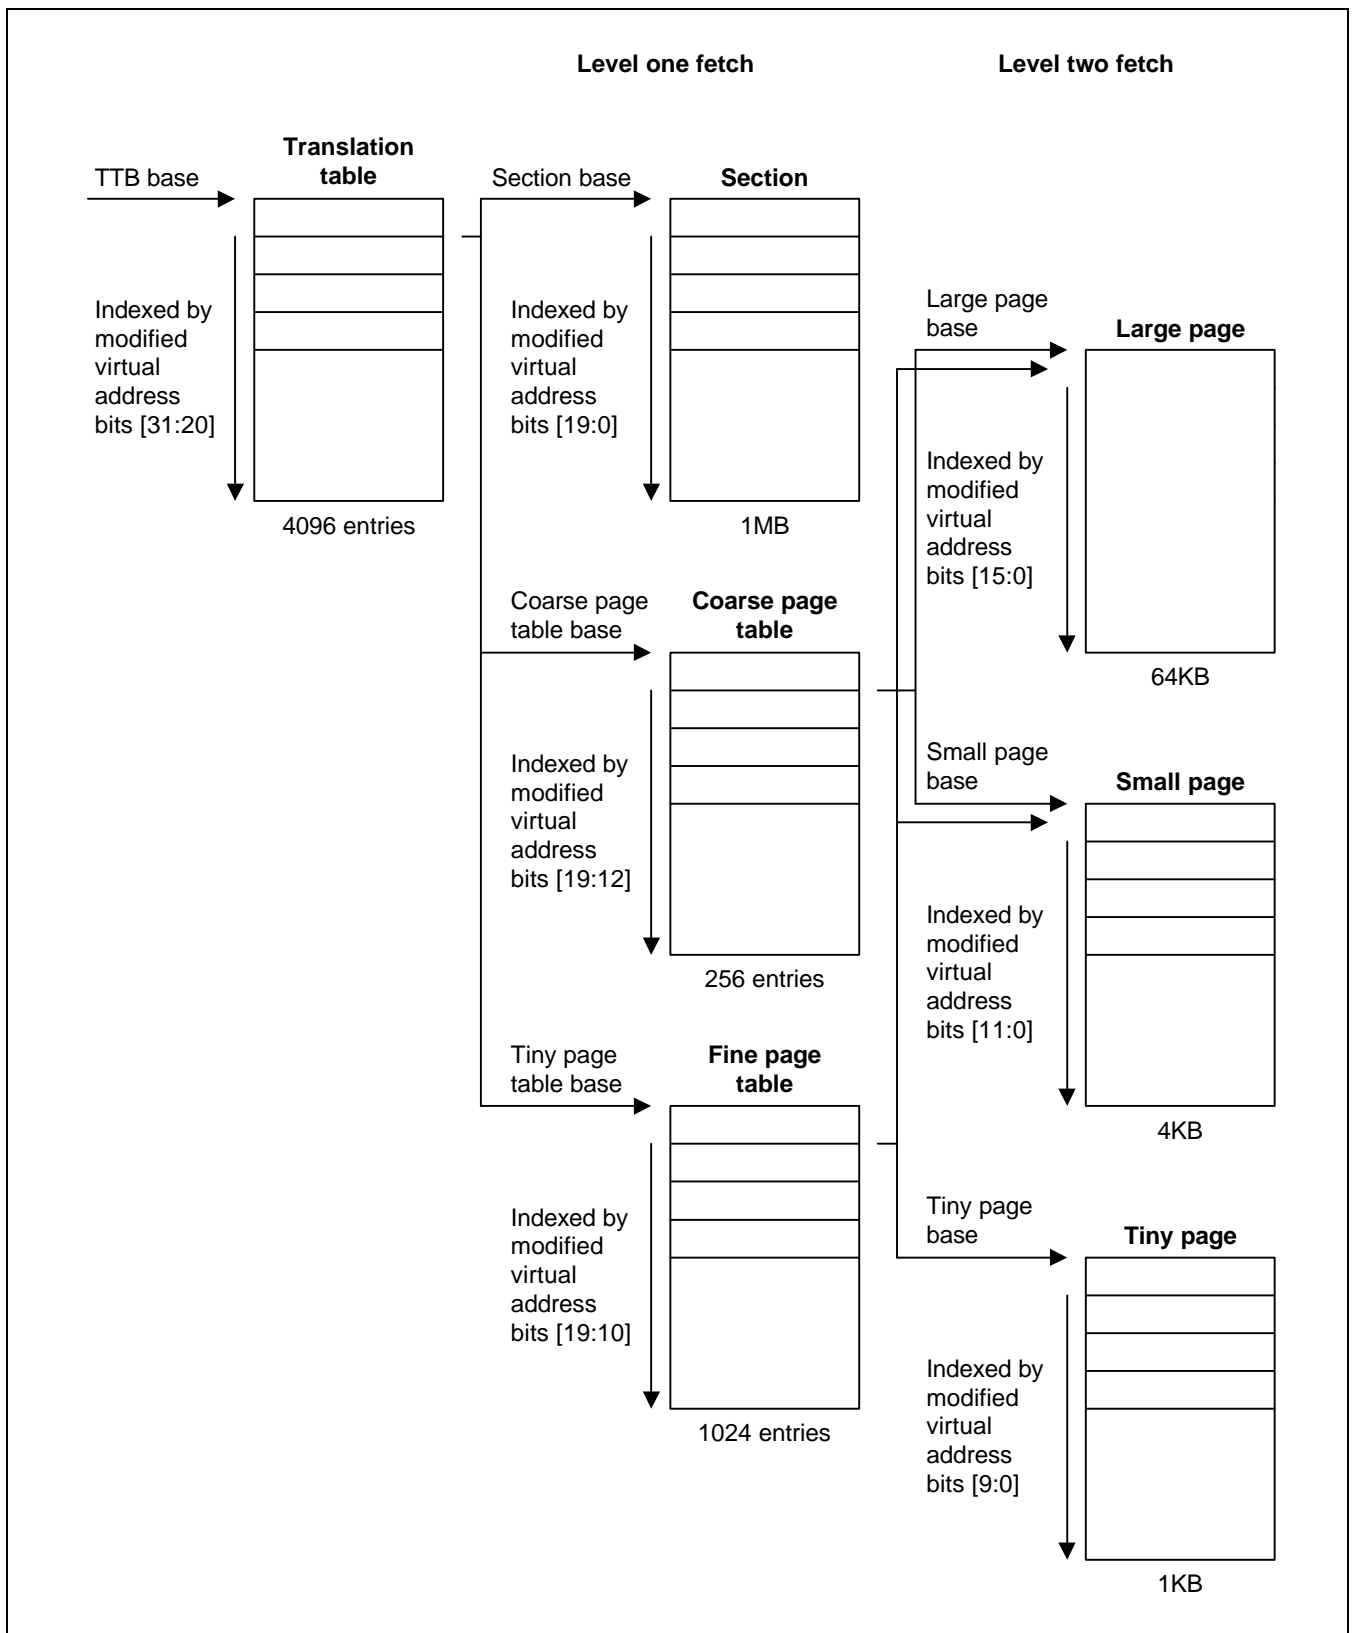 Level one fetch
Level two fetch
Translation
table
TTB base
Section base
Section
Indexed by
modified
virtual
address
bits [31:20]
4096 entries
Indexed by
modified
virtual
address
bits [19:0]
1MB
Large page
base
Large page
Indexed by
modified
virtual
address
bits [15:0]
64KB
Coarse page
table base
Coarse page
table
Indexed by
modified
virtual
address
bits [19:12]
256 entries
Small page
base
Small page
Indexed by
modified
virtual
address
bits [11:0]
4KB
Tiny page
table base
Fine page
table
Indexed by
modified
virtual
address
bits [19:10]
1024 entries
Tiny page
base
Tiny page
Indexed by
modified
virtual
address
bits [9:0]
1KB